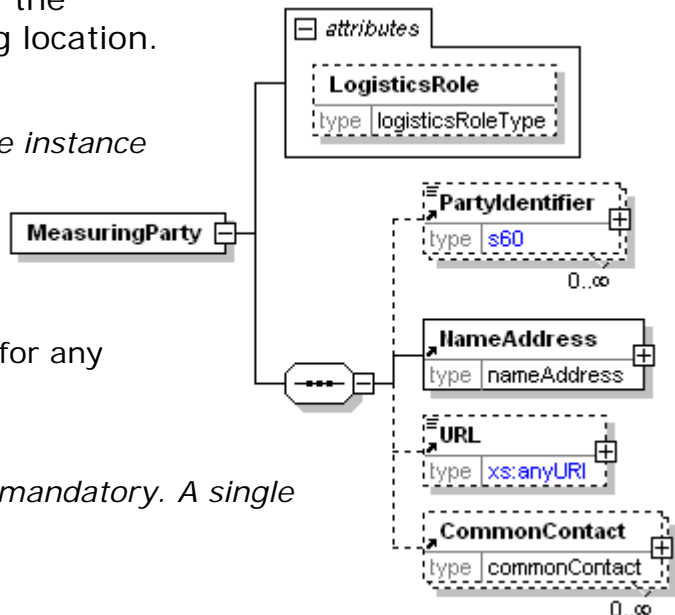 the
g location.
e instance
for any
mandatory. A single
attributes
LogisticsRole
type logisticsRoleType
MeasuringParty
PartyIdentifier
type s60
0..∞
NameAddress
type nameAddress
URL
type xs:anyURI
CommonContact
type commonContact
0..∞